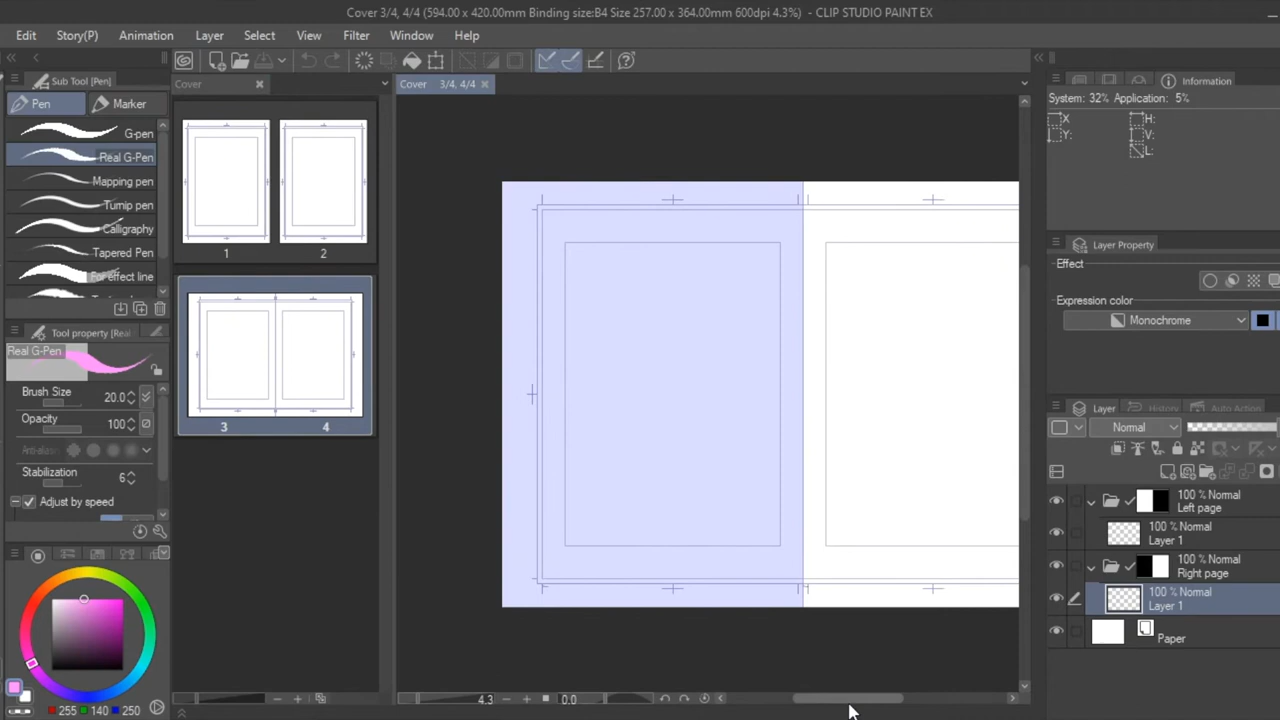 Cover 3/4, 4/4 (594.00 x 420.00mm Binding size:B4 Size 257.00 x 364.00mm 600dpi 4.3%) - CLIP STUDIO PAINT EX
Edit Story(P) Animation Layer Select View Filter Window Help
Sub Tool [Pen]
Pen Marker
G-pen
Real G-Pen
Mapping pen
Turnip pen
Calligraphy
Tapered Pen
For effect line
Tool property [Real
Real G-Pen
Brush Size 20.0
Opacity 100
Anti-alias
Stabilization 6
Adjust by speed
255 140 250
Cover
1 2
3 4
Cover 3/4, 4/4
4.3 0.0
Information
System: 32% Application: 5%
X H:
Y: V:
L:
Layer Property
Effect
Expression color
Monochrome
Layer History Auto Action
Normal
100 % Normal
Left page
100 % Normal
Layer 1
100 % Normal
Right page
100 % Normal
Layer 1
Paper